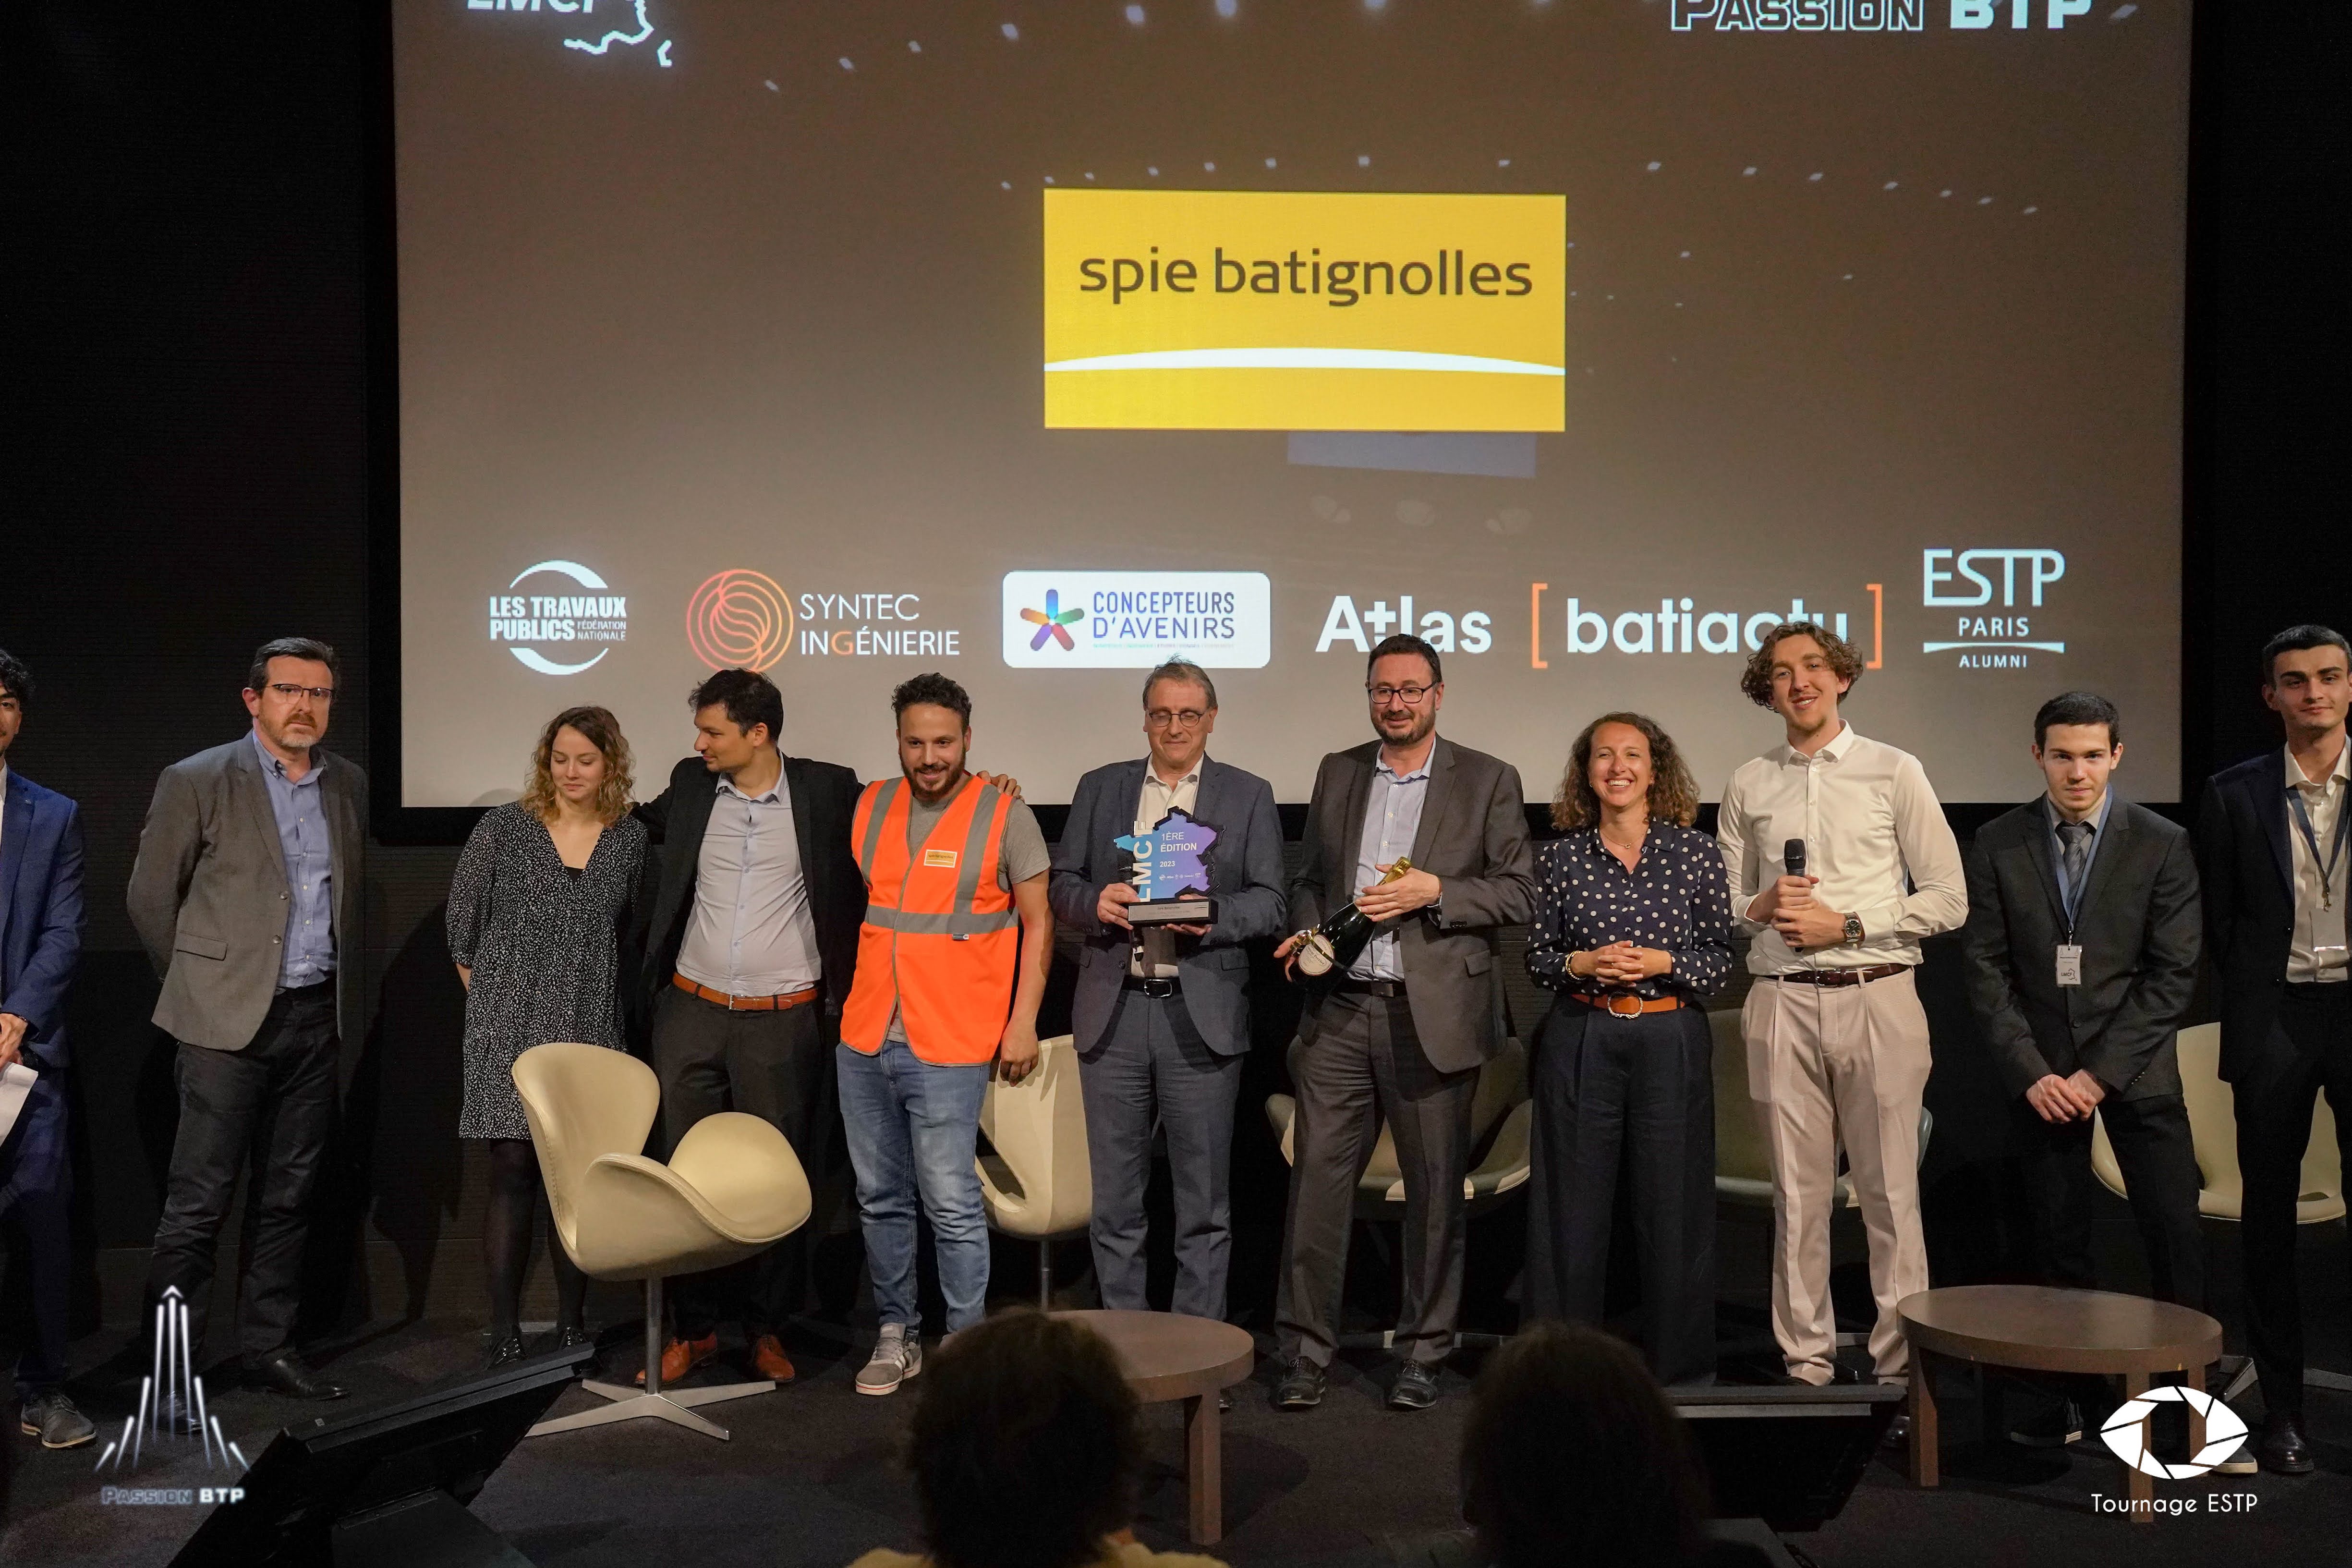 LMCF
PASSION BTP
spie batignolles
LES TRAVAUX
PUBLICS FÉDÉRATION
NATIONALE
SYNTEC
INGÉNIERIE
CONCEPTEURS
D'AVENIRS
Atlas
[ batiactu ]
ESTP
PARIS
ALUMNI
LMCF
1ÈRE
ÉDITION
2023
PASSION BTP
Tournage ESTP